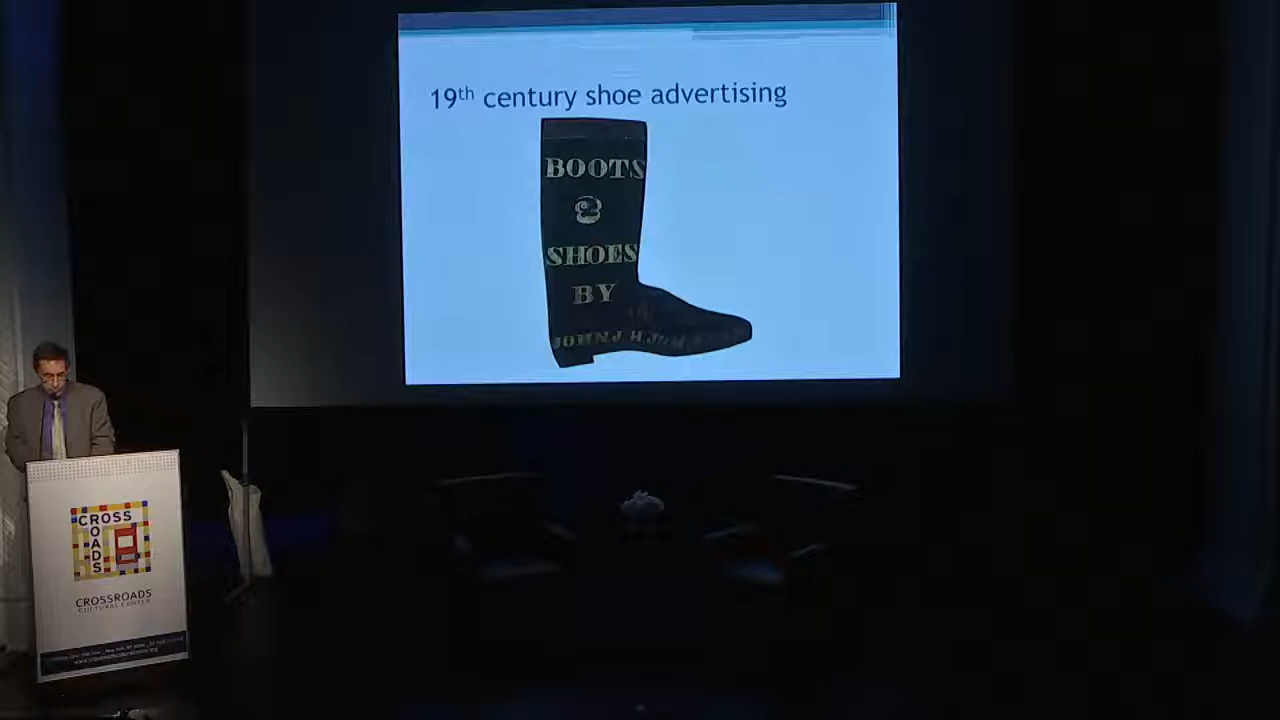 19th century shoe advertising
BOOTS
&
SHOES
BY
CROSS
ROADS
CROSSROADS
CULTURAL CENTER